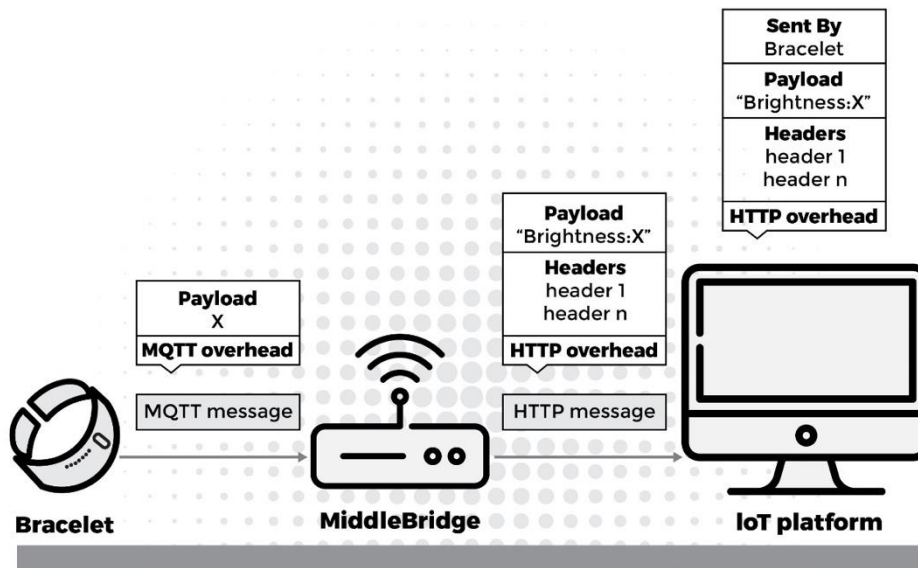 Sent By
Bracelet
Payload
“Brightness:X”
Headers
header 1
header n
HTTP overhead
Payload
“Brightness:X”
Headers
header 1
header n
HTTP overhead
Payload
X
MQTT overhead
MQTT message
HTTP message
Bracelet
MiddleBridge
IoT platform